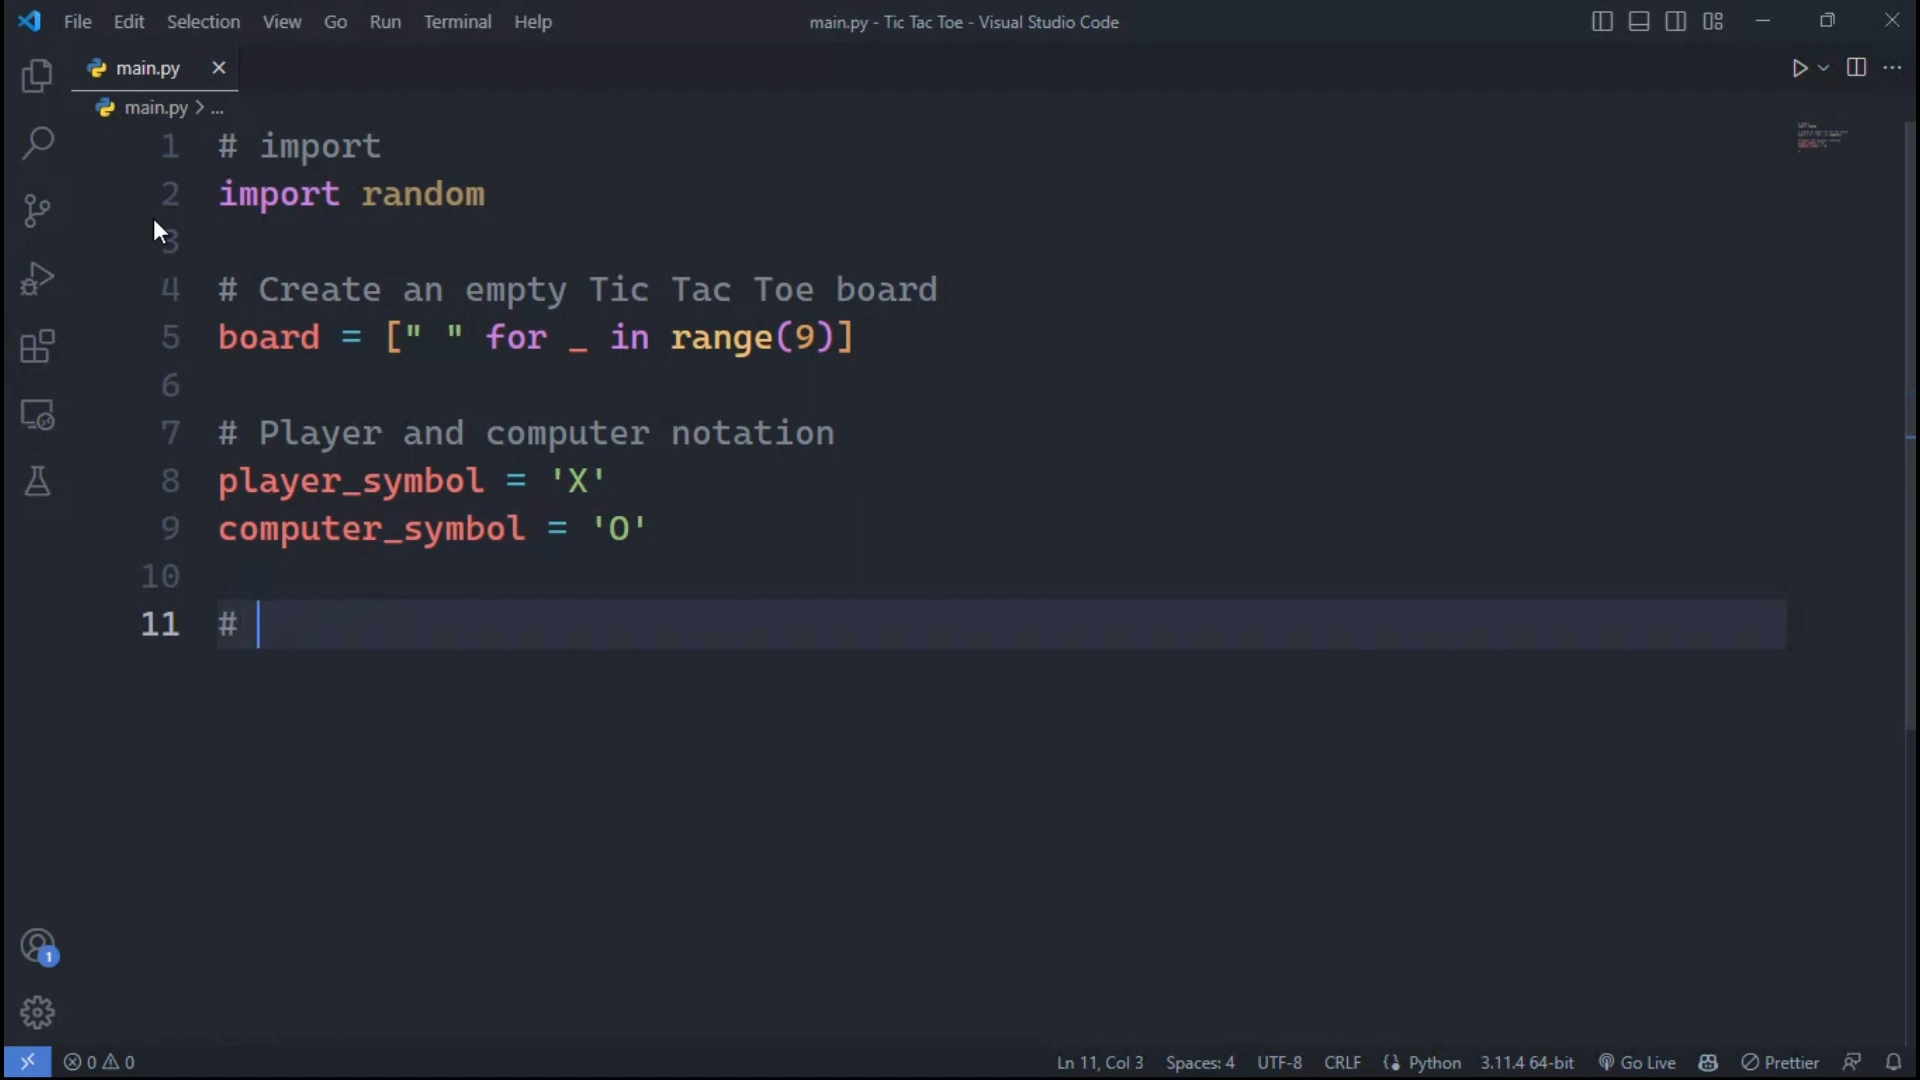 File Edit Selection View Go Run Terminal Help main.py - Tic Tac Toe - Visual Studio Code
main.py
main.py > ...
1 # import
2 import random
3
4 # Create an empty Tic Tac Toe board
5 board = [" " for _ in range(9)]
6
7 # Player and computer notation
8 player_symbol = 'X'
9 computer_symbol = 'O'
10
11 #
1
0 0 Ln 11, Col 3 Spaces: 4 UTF-8 CRLF Python 3.11.4 64-bit Go Live Prettier